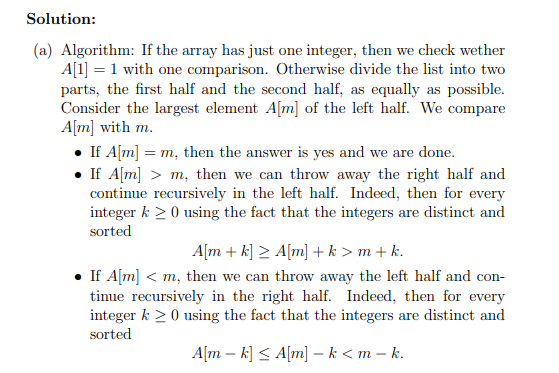 Solution:
(a) Algorithm: If the array has just one integer, then we check wether
A[1] = 1 with one comparison. Otherwise divide the list into two
parts, the first half and the second half, as equally as possible.
Consider the largest element A[m] of the left half. We compare
A[m] with m.
• If A[m] = m, then the answer is yes and we are done.
• If A[m] > m, then we can throw away the right half and
continue recursively in the left half. Indeed, then for every
integer k ≥ 0 using the fact that the integers are distinct and
sorted
A[m + k] ≥ A[m] + k > m + k.
• If A[m] < m, then we can throw away the left half and con-
tinue recursively in the right half. Indeed, then for every
integer k ≥ 0 using the fact that the integers are distinct and
sorted
A[m − k] ≤ A[m] − k < m − k.